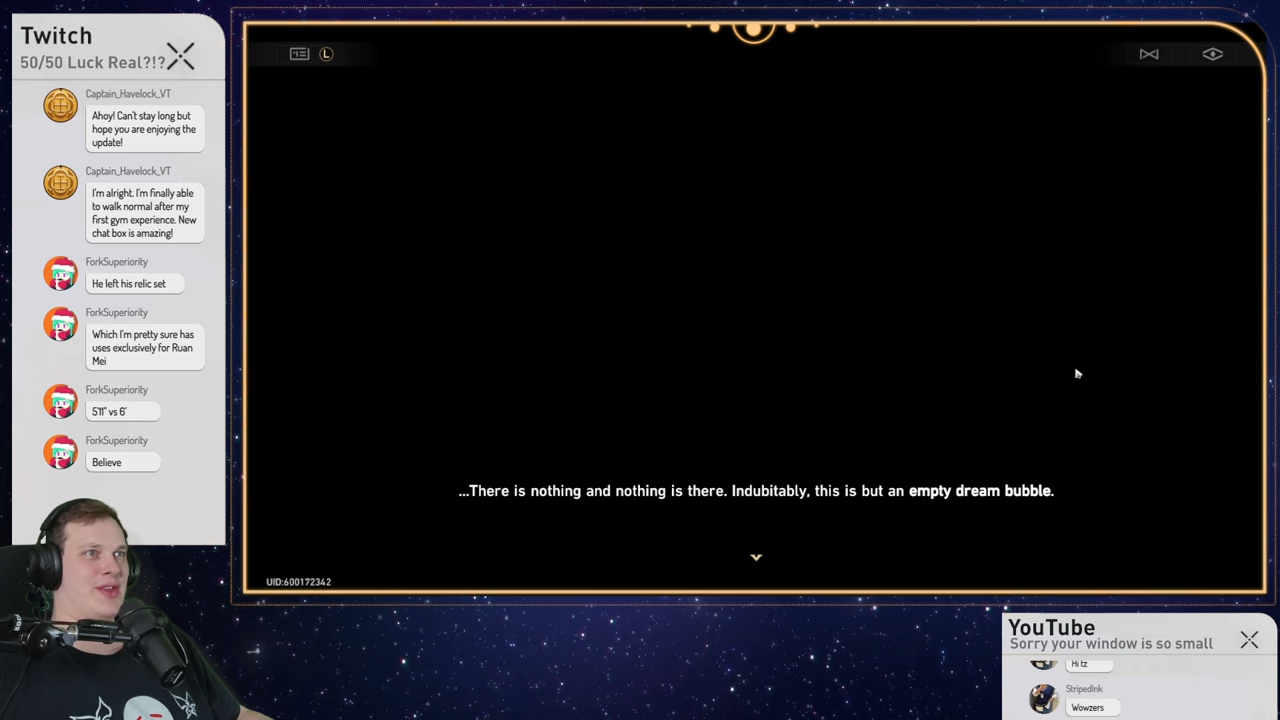 Twitch
50/50 Luck Real?!?
Captain_Havelock_VT
Ahoy! Can't stay long but
hope you are enjoying the
update!
Captain_Havelock_VT
I'm alright. I'm finally able
to walk normal after my
first gym experience. New
chat box is amazing!
ForkSuperiority
He left his relic set
ForkSuperiority
Which I'm pretty sure has
uses exclusively for Ruan
Mei
ForkSuperiority
5'11" vs 6'
ForkSuperiority
Believe
L
...There is nothing and nothing is there. Indubitably, this is but an empty dream bubble.
UID:600172342
YouTube
Sorry your window is so small
Hi tz
StripedInk
Wowzers